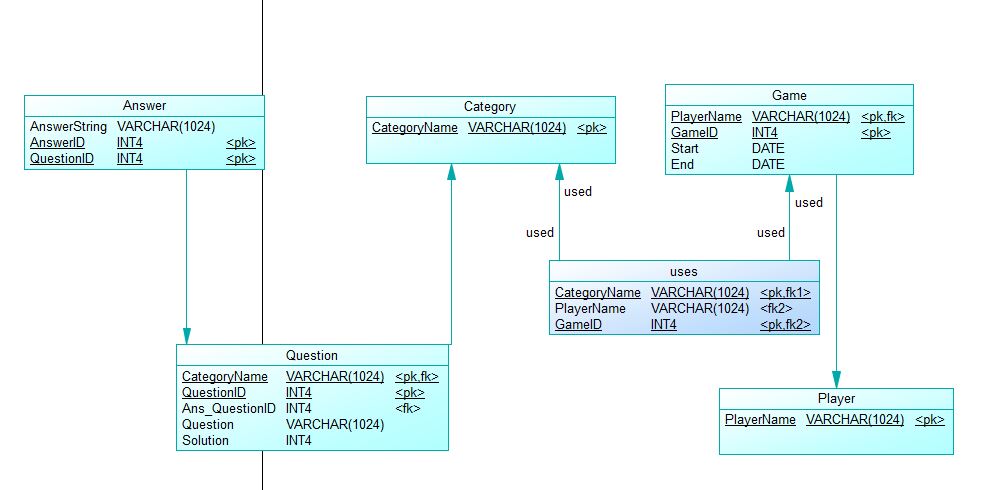 Answer
AnswerString VARCHAR(1024)
AnswerID INT4 <pk>
QuestionID INT4 <pk>
Category
CategoryName VARCHAR(1024) <pk>
Game
PlayerName VARCHAR(1024) <pk,fk>
GameID INT4 <pk>
Start DATE
End DATE
used
used
used
used
uses
CategoryName VARCHAR(1024) <pk,fk1>
PlayerName VARCHAR(1024) <fk2>
GameID INT4 <pk,fk2>
Question
CategoryName VARCHAR(1024) <pk,fk>
QuestionID INT4 <pk>
Ans_QuestionID INT4 <fk>
Question VARCHAR(1024)
Solution INT4
Player
PlayerName VARCHAR(1024) <pk>